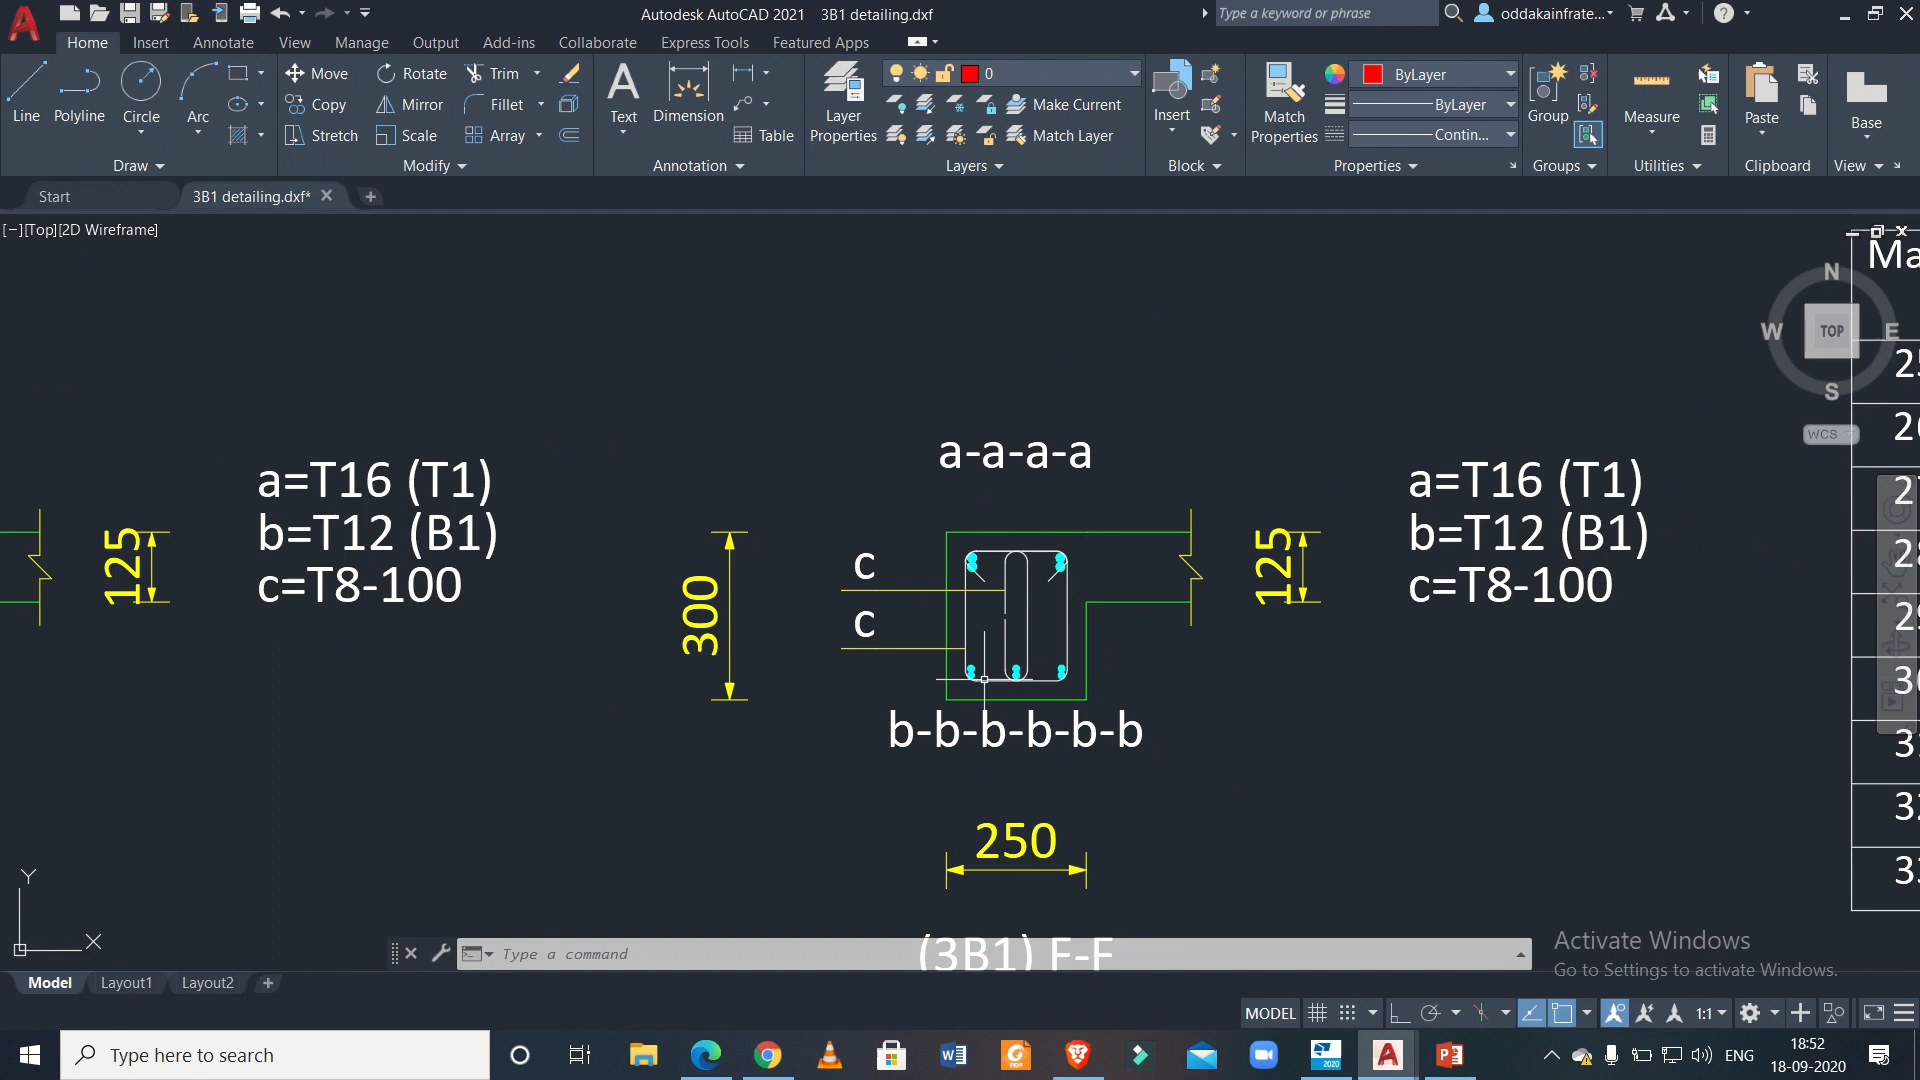 Autodesk AutoCAD 2021 3B1 detailing.dxf
Type a keyword or phrase
oddakainfrate...
Home Insert Annotate View Manage Output Add-ins Collaborate Express Tools Featured Apps
Line Polyline Circle Arc
Move Rotate Trim
Copy Mirror Fillet
Stretch Scale Array
Text Dimension Table
Layer Properties
0
Make Current
Match Layer
Insert
Match Properties
ByLayer
ByLayer
Contin...
Group
Measure
Paste
Base
Draw Modify Annotation Layers Block Properties Groups Utilities Clipboard View
Start 3B1 detailing.dxf*
[−][Top][2D Wireframe]
Ma
N
W TOP E
S
WCS
a-a-a-a
125
a=T16 (T1)
b=T12 (B1)
c=T8-100
300
c
c
125
a=T16 (T1)
b=T12 (B1)
c=T8-100
b-b-b-b-b-b
250
(3B1) F-F
Y
X
Type a command
Activate Windows
Go to Settings to activate Windows.
Model Layout1 Layout2
MODEL 1:1
Type here to search
2020
ENG
18:52
18-09-2020